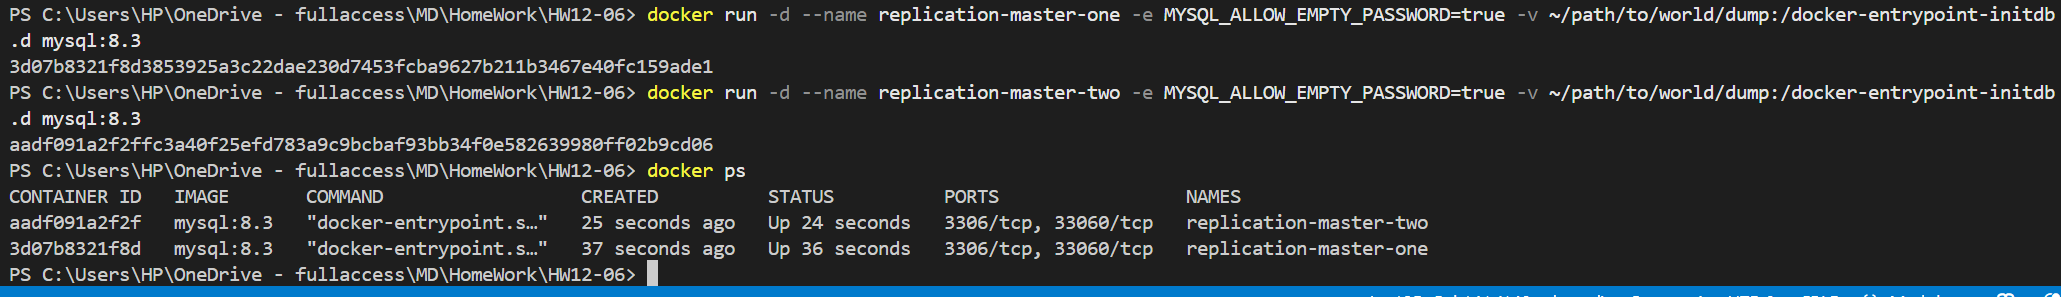 PS C:\Users\HP\OneDrive - fullaccess\MD\HomeWork\HW12-06> docker run -d --name replication-master-one -e MYSQL_ALLOW_EMPTY_PASSWORD=true -v ~/path/to/world/dump:/docker-entrypoint-initdb
.d mysql:8.3
3d07b8321f8d3853925a3c22dae230d7453fcba9627b211b3467e40fc159ade1
PS C:\Users\HP\OneDrive - fullaccess\MD\HomeWork\HW12-06> docker run -d --name replication-master-two -e MYSQL_ALLOW_EMPTY_PASSWORD=true -v ~/path/to/world/dump:/docker-entrypoint-initdb
.d mysql:8.3
aadf091a2f2ffc3a40f25efd783a9c9bcbaf93bb34f0e582639980ff02b9cd06
PS C:\Users\HP\OneDrive - fullaccess\MD\HomeWork\HW12-06> docker ps
CONTAINER ID   IMAGE       COMMAND                  CREATED          STATUS          PORTS                 NAMES
aadf091a2f2f   mysql:8.3   "docker-entrypoint.s…"   25 seconds ago   Up 24 seconds   3306/tcp, 33060/tcp   replication-master-two
3d07b8321f8d   mysql:8.3   "docker-entrypoint.s…"   37 seconds ago   Up 36 seconds   3306/tcp, 33060/tcp   replication-master-one
PS C:\Users\HP\OneDrive - fullaccess\MD\HomeWork\HW12-06>